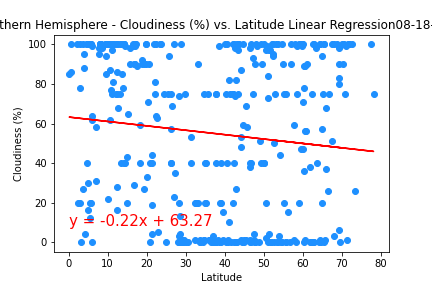 thern Hemisphere - Cloudiness (%) vs. Latitude Linear Regression08-18-
100
80
60
40
20
0
Cloudiness (%)
y = -0.22x + 63.27
0 10 20 30 40 50 60 70 80
Latitude